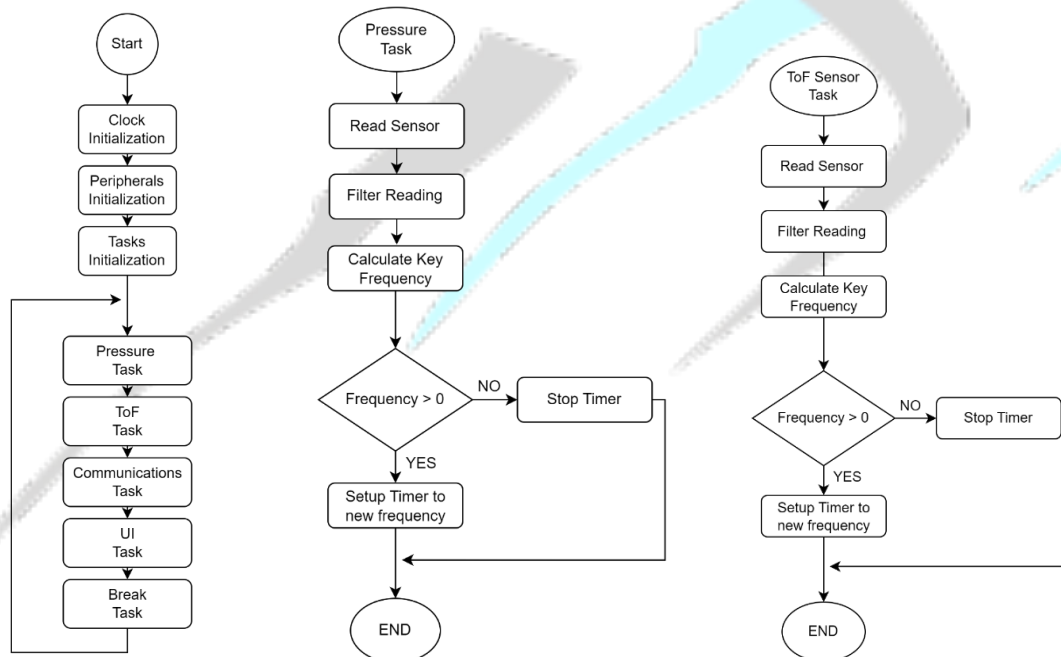 Start
Clock
Initialization
Peripherals
Initialization
Tasks
Initialization
Pressure
Task
ToF
Task
Communications
Task
UI
Task
Break
Task
Pressure
Task
Read Sensor
Filter Reading
Calculate Key
Frequency
Frequency > 0
NO
Stop Timer
YES
Setup Timer to
new frequency
END
ToF Sensor
Task
Read Sensor
Filter Reading
Calculate Key
Frequency
Frequency > 0
NO
Stop Timer
YES
Setup Timer to
new frequency
END